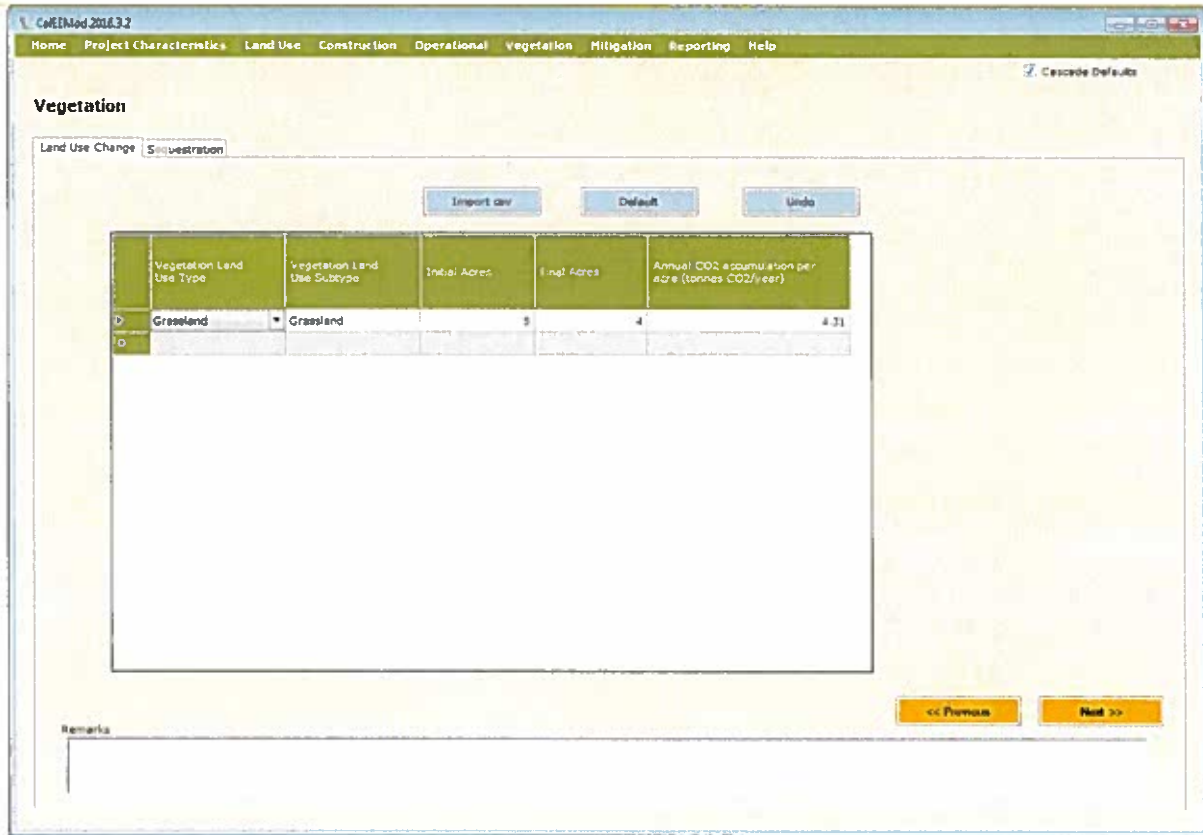 CalEEMod.2016.3.2
Home Project Characteristics Land Use Construction Operational Vegetation Mitigation Reporting Help
Cascade Defaults
Vegetation
Land Use Change Sequestration
Import csv Default Undo
Vegetation Land Use Type
Vegetation Land Use Subtype
Initial Acres
Final Acres
Annual CO2 accumulation per acre (tonnes CO2/year)
Grassland Grassland 5 4 4.31
<< Previous Next >>
Remarks